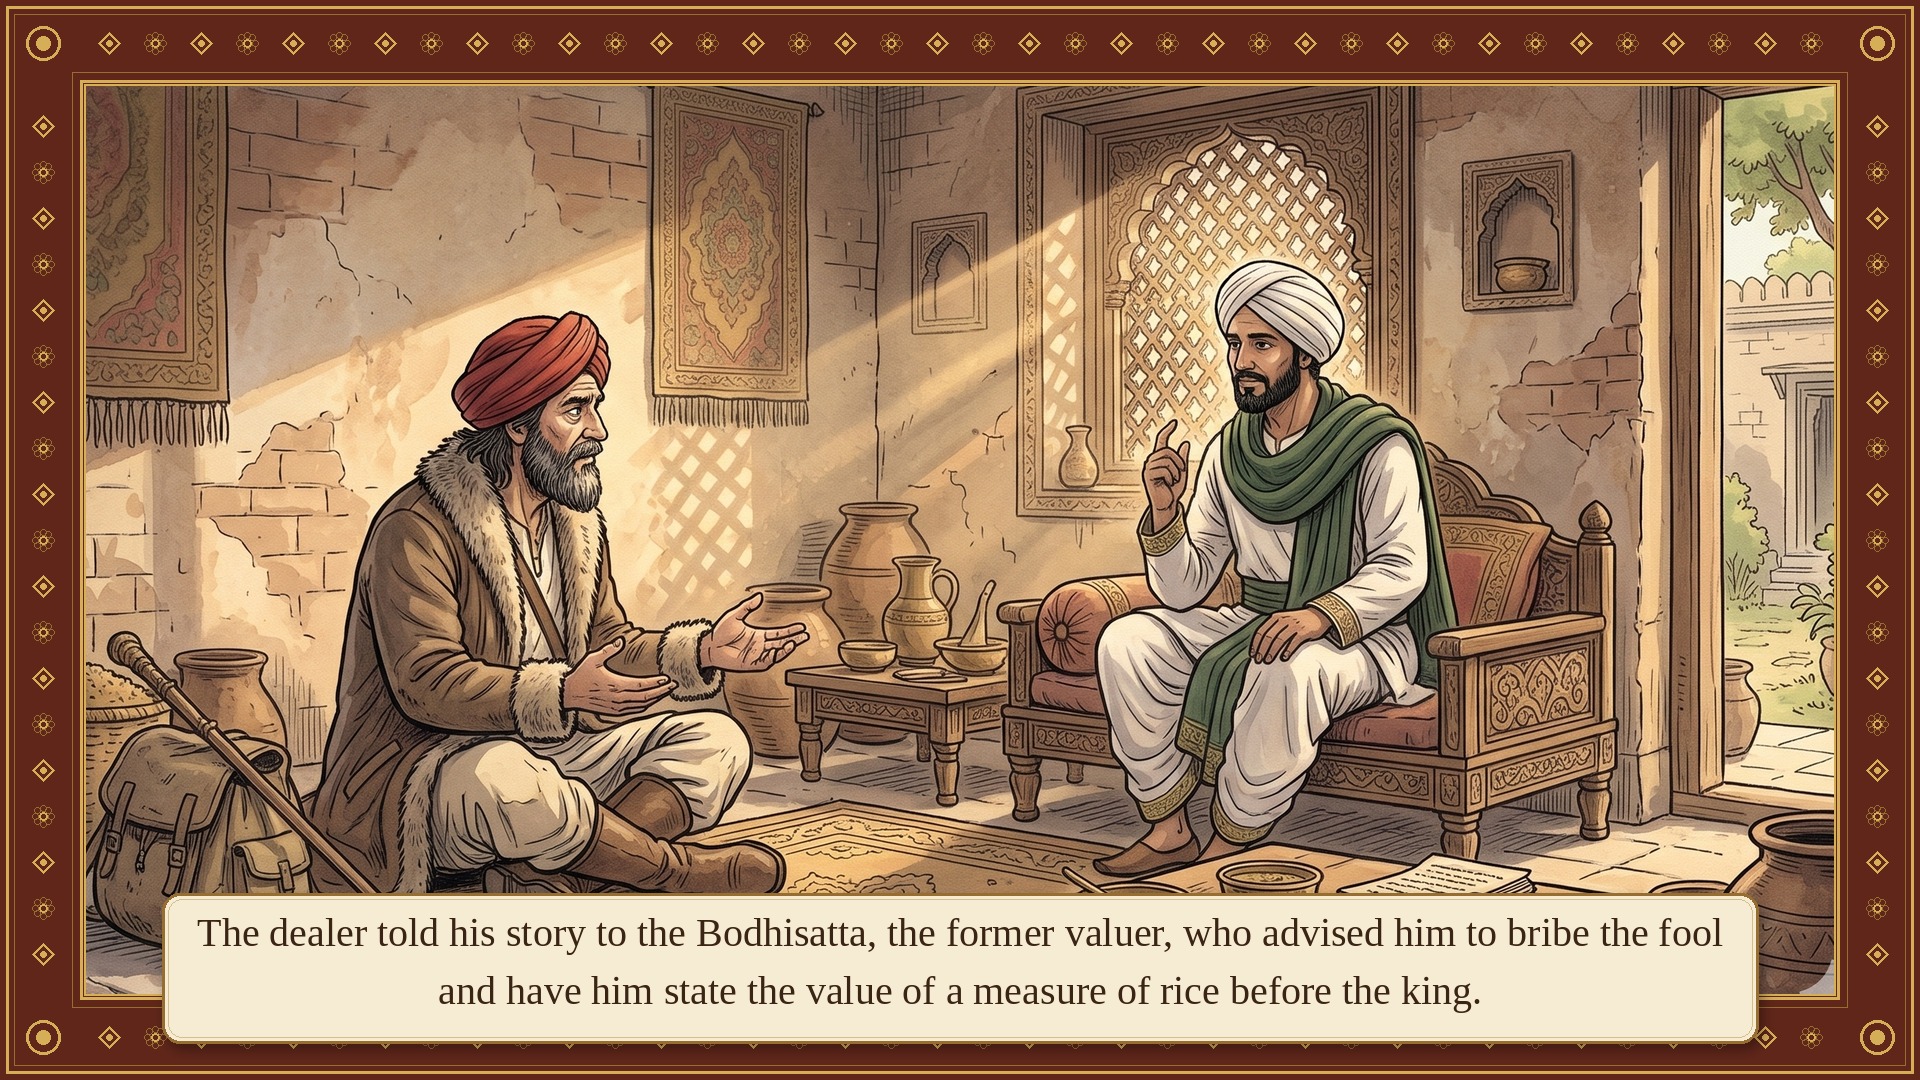 The dealer told his story to the Bodhisatta, the former valuer, who advised him to bribe the fool
and have him state the value of a measure of rice before the king.